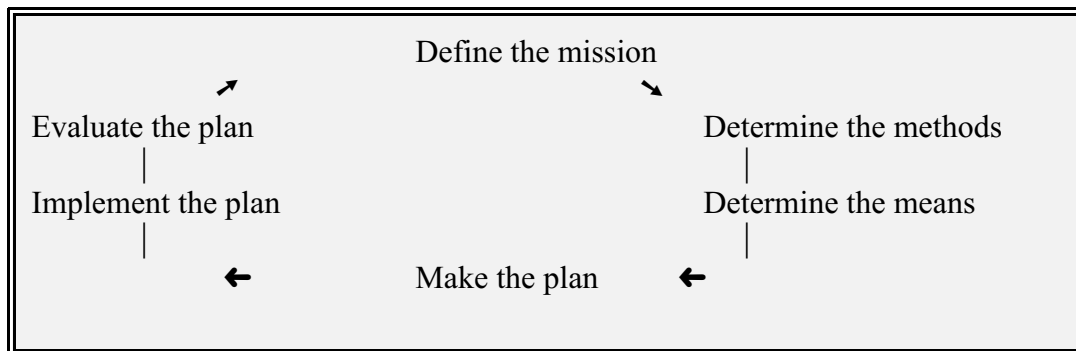 Define the mission
Evaluate the plan Determine the methods
Implement the plan Determine the means
Make the plan